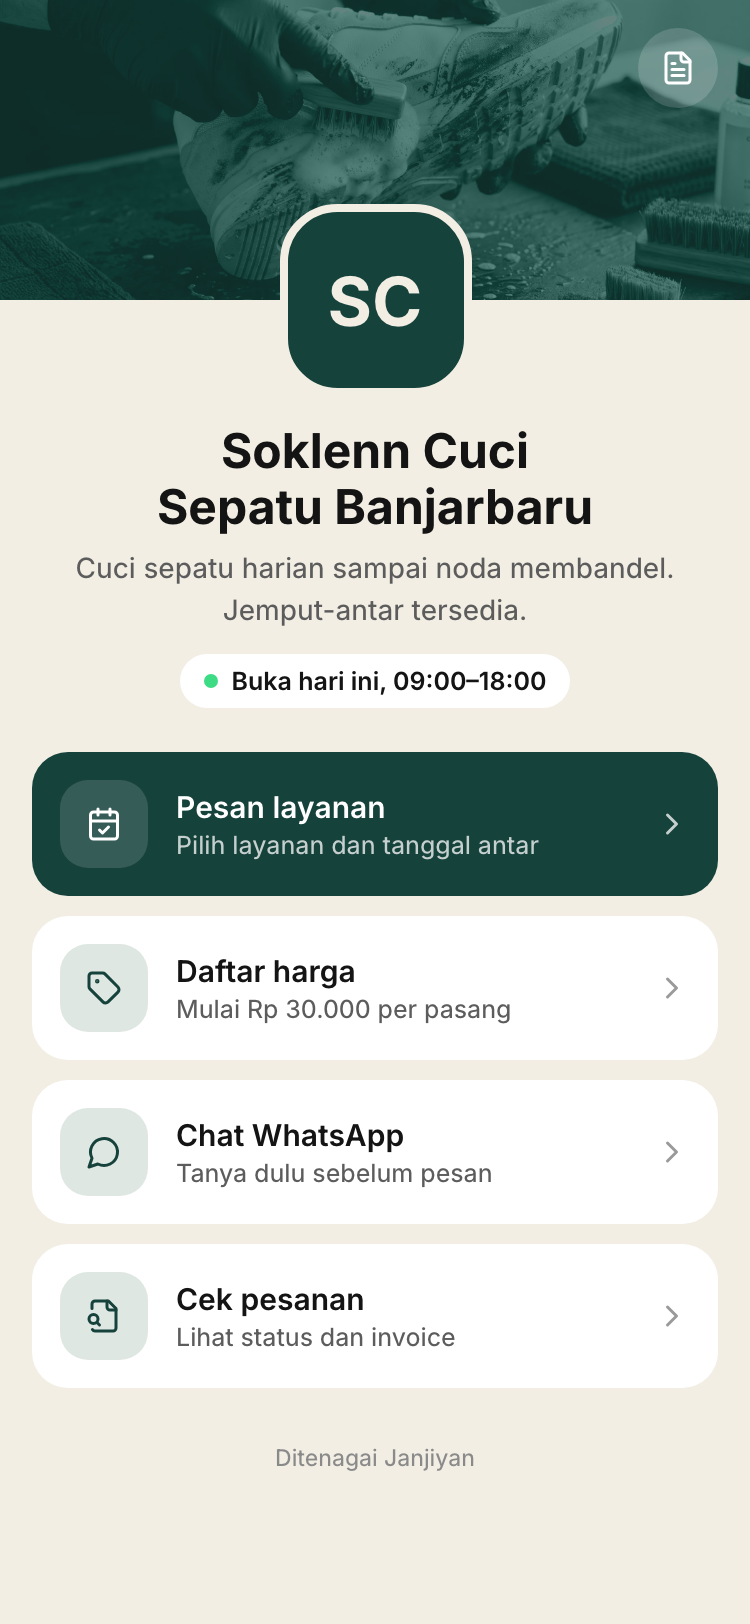 SC
Soklenn Cuci
Sepatu Banjarbaru
Cuci sepatu harian sampai noda membandel.
Jemput-antar tersedia.
Buka hari ini, 09:00–18:00
Pesan layanan
Pilih layanan dan tanggal antar
Daftar harga
Mulai Rp 30.000 per pasang
Chat WhatsApp
Tanya dulu sebelum pesan
Cek pesanan
Lihat status dan invoice
Ditenagai Janjiyan